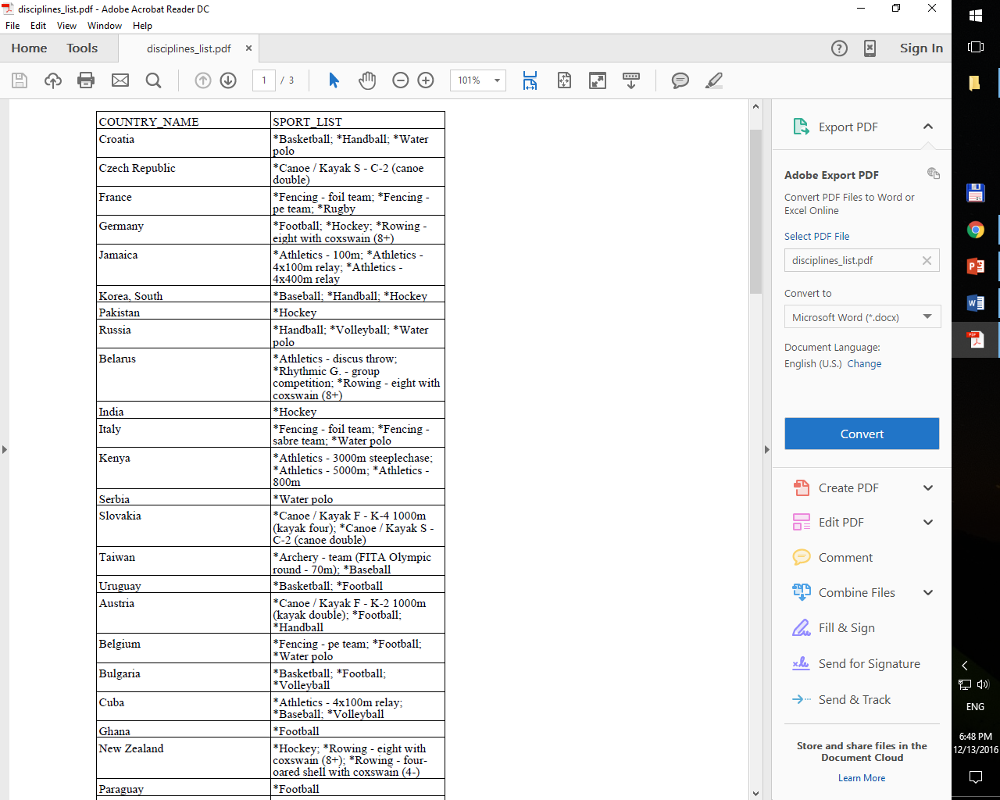 disciplines_list.pdf - Adobe Acrobat Reader DC
File Edit View Window Help
Home Tools disciplines_list.pdf × Sign In
1 / 3 101%
COUNTRY_NAME SPORT_LIST
Croatia *Basketball; *Handball; *Water
polo
Czech Republic *Canoe / Kayak S - C-2 (canoe
double)
France *Fencing - foil team; *Fencing -
pe team; *Rugby
Germany *Football; *Hockey; *Rowing -
eight with coxswain (8+)
Jamaica *Athletics - 100m; *Athletics -
4x100m relay; *Athletics -
4x400m relay
Korea, South *Baseball; *Handball; *Hockey
Pakistan *Hockey
Russia *Handball; *Volleyball; *Water
polo
Belarus *Athletics - discus throw;
*Rhythmic G. - group
competition; *Rowing - eight with
coxswain (8+)
India *Hockey
Italy *Fencing - foil team; *Fencing -
sabre team; *Water polo
Kenya *Athletics - 3000m steeplechase;
*Athletics - 5000m; *Athletics -
800m
Serbia *Water polo
Slovakia *Canoe / Kayak F - K-4 1000m
(kayak four); *Canoe / Kayak S -
C-2 (canoe double)
Taiwan *Archery - team (FITA Olympic
round - 70m); *Baseball
Uruguay *Basketball; *Football
Austria *Canoe / Kayak F - K-2 1000m
(kayak double); *Football;
*Handball
Belgium *Fencing - pe team; *Football;
*Water polo
Bulgaria *Basketball; *Football;
*Volleyball
Cuba *Athletics - 4x100m relay;
*Baseball; *Volleyball
Ghana *Football
New Zealand *Hockey; *Rowing - eight with
coxswain (8+); *Rowing - four-
oared shell with coxswain (4-)
Paraguay *Football
Export PDF
Adobe Export PDF
Convert PDF Files to Word or
Excel Online
Select PDF File
disciplines_list.pdf
Convert to
Microsoft Word (*.docx)
Document Language:
English (U.S.) Change
Convert
Create PDF
Edit PDF
Comment
Combine Files
Fill & Sign
Send for Signature
Send & Track
Store and share files in the
Document Cloud
Learn More
ENG
6:48 PM
12/13/2016